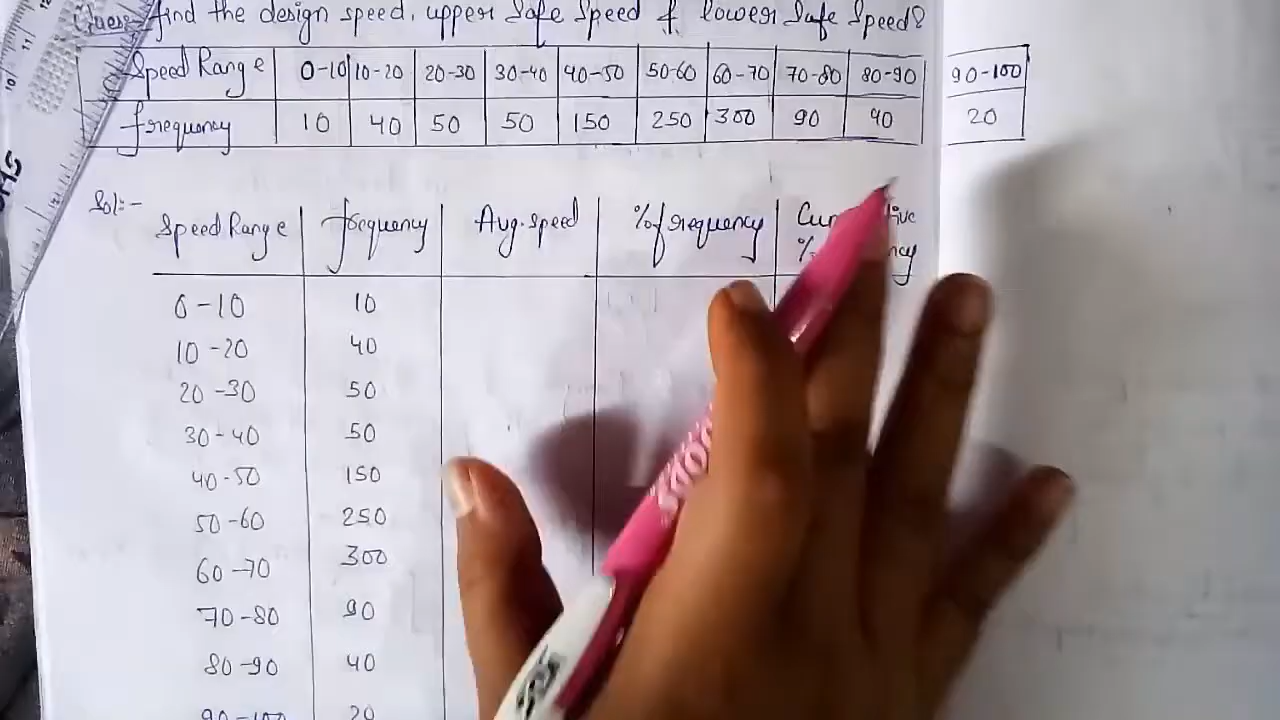 Ques- find the design speed, upper safe speed & lower safe speed?
Speed Range 0-10 10-20 20-30 30-40 40-50 50-60 60-70 70-80 80-90 90-100
frequency 10 40 50 50 150 250 300 90 40 20
Sol:-
Speed Range frequency Avg. speed % frequency
0-10 10
10-20 40
20-30 50
30-40 50
40-50 150
50-60 250
60-70 300
70-80 90
80-90 40
90-100 20